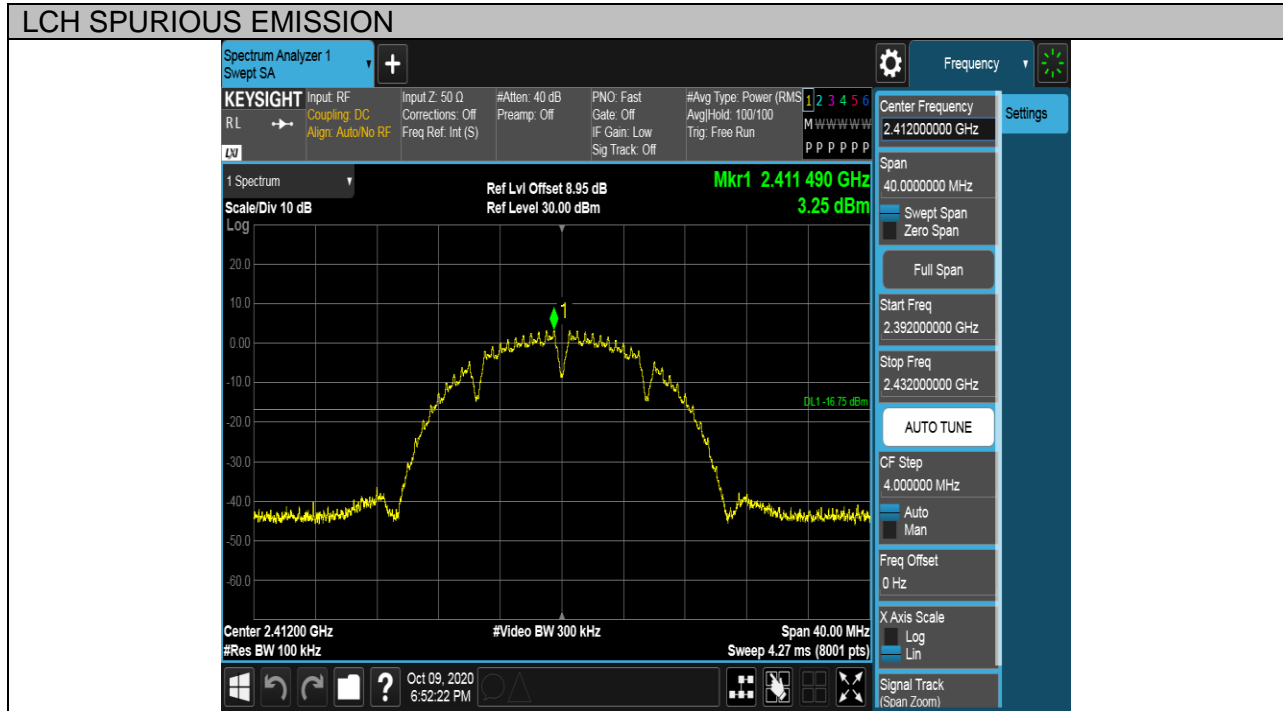 LCH SPURIOUS EMISSION
Spectrum Analyzer 1
Swept SA
+
Frequency
KEYSIGHT
RL
LXI
Input: RF
Coupling: DC
Align: Auto/No RF
Input Z: 50 Ω
Corrections: Off
Freq Ref: Int (S)
#Atten: 40 dB
Preamp: Off
PNO: Fast
Gate: Off
IF Gain: Low
Sig Track: Off
#Avg Type: Power (RMS
Avg|Hold: 100/100
Trig: Free Run
1 2 3 4 5 6
M W W W W W
P P P P P P
1 Spectrum
Scale/Div 10 dB
Ref Lvl Offset 8.95 dB
Ref Level 30.00 dBm
Mkr1 2.411 490 GHz
3.25 dBm
Log
20.0
10.0
0.00
-10.0
-20.0
-30.0
-40.0
-50.0
-60.0
1
DL1 -16.75 dBm
Center 2.41200 GHz
#Res BW 100 kHz
#Video BW 300 kHz
Span 40.00 MHz
Sweep 4.27 ms (8001 pts)
?
Oct 09, 2020
6:52:22 PM
Center Frequency
2.412000000 GHz
Settings
Span
40.0000000 MHz
Swept Span
Zero Span
Full Span
Start Freq
2.392000000 GHz
Stop Freq
2.432000000 GHz
AUTO TUNE
CF Step
4.000000 MHz
Auto
Man
Freq Offset
0 Hz
X Axis Scale
Log
Lin
Signal Track
(Span Zoom)